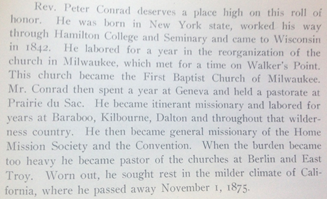 Rev. Peter Conrad deserves a place high on this roll of
honor. He was born in New York state, worked his way
through Hamilton College and Seminary and came to Wisconsin
in 1842. He labored for a year in the reorganization of the
church in Milwaukee, which met for a time on Walker's Point.
This church became the First Baptist Church of Milwaukee.
Mr. Conrad then spent a year at Geneva and held a pastorate at
Prairie du Sac. He became itinerant missionary and labored for
years at Baraboo, Kilbourne, Dalton and throughout that wilder-
ness country. He then became general missionary of the Home
Mission Society and the Convention. When the burden became
too heavy he became pastor of the churches at Berlin and East
Troy. Worn out, he sought rest in the milder climate of Cali-
fornia, where he passed away November 1, 1875.